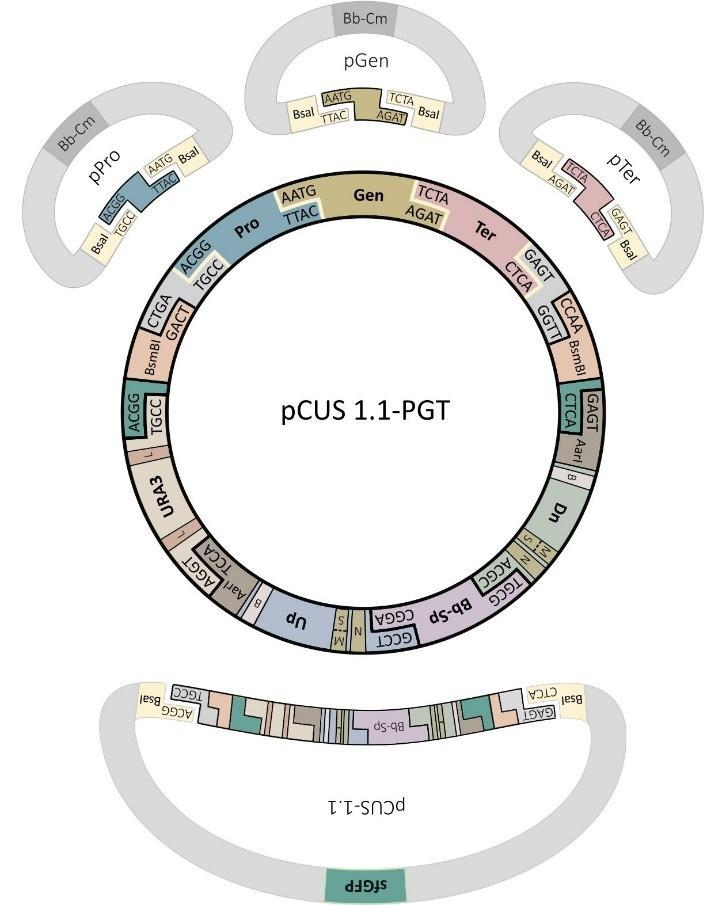 Bb-Cm
pGen
BsaI
AATG
TTAC
TCTA
AGAT
BsaI
Bb-Cm
pPro
BsaI
ACGG
TGCC
AATG
TTAC
BsaI
Bb-Cm
pTer
BsaI
TCTA
AGAT
GAGT
CTCA
BsaI
AATG
TTAC
Gen
TCTA
AGAT
Ter
GAGT
CTCA
CCAA
GGTT
BsmBI
GAGT
CTCA
AarI
B
Dn
M
S
N
ACGC
TGCG
Bb-Sp
CGGA
GCCT
N
M
S
Up
B
AarI
TCCA
AGGT
L
URA3
L
ACGG
TGCC
BsmBI
CTGA
GACT
ACGG
TGCC
Pro
pCUS 1.1-PGT
BsaI
TGCC
ACGG
Bb-Sp
CTCA
GAGT
BsaI
pCUS-1.1
sfGFP